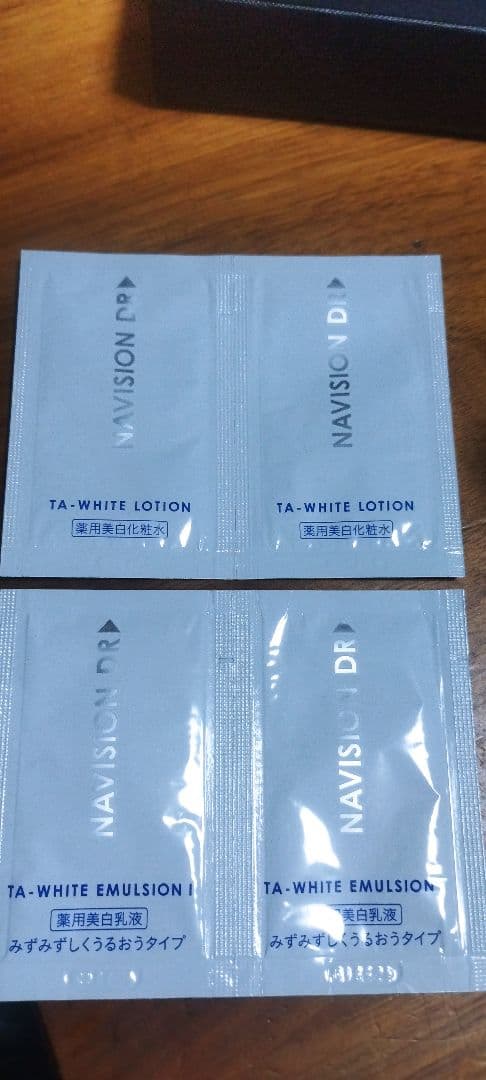 NAVISION DR
TA-WHITE LOTION
薬用美白化粧水
NAVISION DR
TA-WHITE LOTION
薬用美白化粧水
NAVISION DR
TA-WHITE EMULSION I
薬用美白乳液
みずみずしくうるおうタイプ
NAVISION DR
TA-WHITE EMULSION
美白乳液
みずみずしくうるおうタイプ